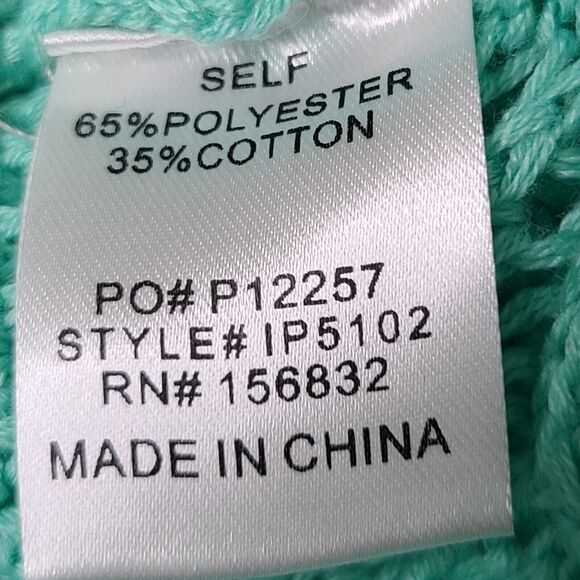 SELF
65%POLYESTER
35%COTTON
PO# P12257
STYLE# IP5102
RN# 156832
MADE IN CHINA